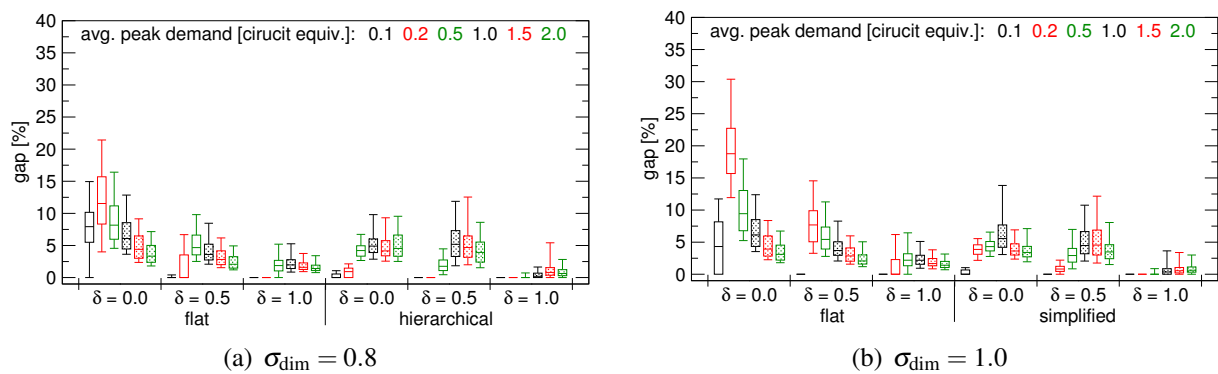 avg. peak demand [cirucit equiv.]: 0.1 0.2 0.5 1.0 1.5 2.0
gap [%]
40
35
30
25
20
15
10
5
0
δ = 0.0 δ = 0.5 δ = 1.0 δ = 0.0 δ = 0.5 δ = 1.0
flat hierarchical
(a) σdim = 0.8
avg. peak demand [cirucit equiv.]: 0.1 0.2 0.5 1.0 1.5 2.0
gap [%]
40
35
30
25
20
15
10
5
0
δ = 0.0 δ = 0.5 δ = 1.0 δ = 0.0 δ = 0.5 δ = 1.0
flat simplified
(b) σdim = 1.0